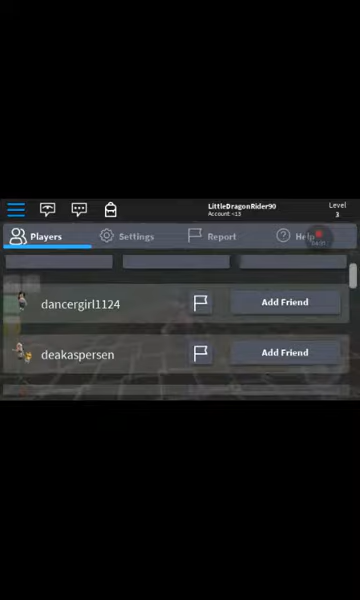 LittleDragonRider90
Account: <13
Level
3
Players
Settings
Report
Help
dancergirl1124
Add Friend
deakaspersen
Add Friend